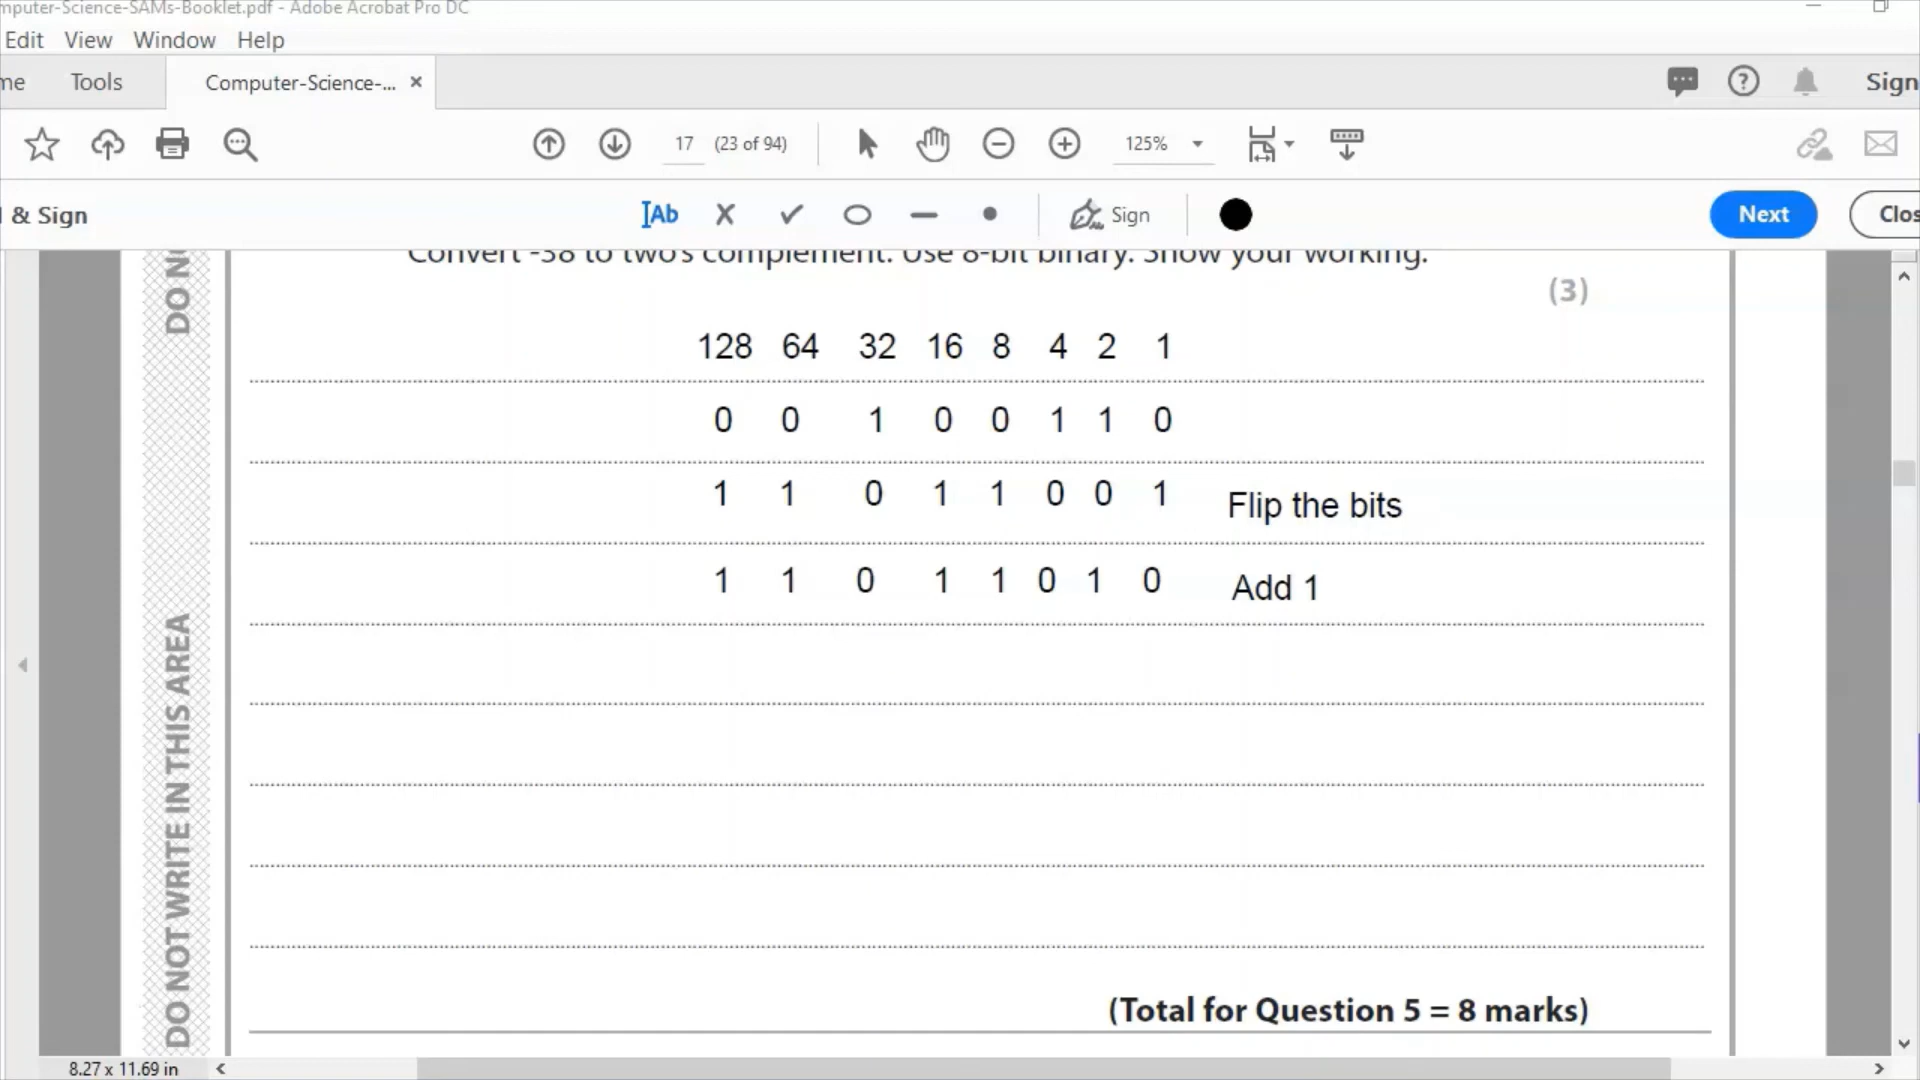 mputer-Science-SAMs-Booklet.pdf - Adobe Acrobat Pro DC
Edit View Window Help
me Tools Computer-Science-... × Sign
17 (23 of 94) 125%
& Sign Ab Sign Next Clos
Convert -38 to two's complement. Use 8-bit binary. Show your working.
(3)
128 64 32 16 8 4 2 1
0 0 1 0 0 1 1 0
1 1 0 1 1 0 0 1 Flip the bits
1 1 0 1 1 0 1 0 Add 1
(Total for Question 5 = 8 marks)
DO NO
DO NOT WRITE IN THIS AREA
8.27 x 11.69 in